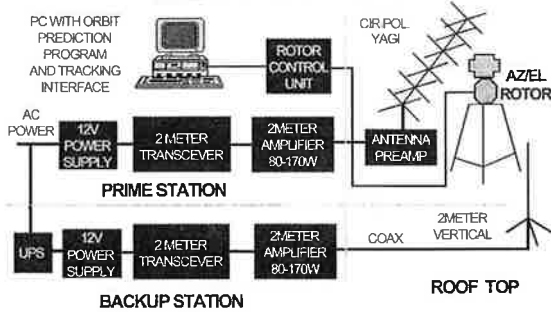 PC WITH ORBIT
PREDICTION
PROGRAM
AND TRACKING
INTERFACE
ROTOR
CONTROL
UNIT
CIR.POL.
YAGI
AZ/EL
ROTOR
AC
POWER
12V
POWER
SUPPLY
2 METER
TRANSCEVER
2METER
AMPLIFIER
80-170W
ANTENNA
PREAMP
PRIME STATION
UPS
12V
POWER
SUPPLY
2 METER
TRANSCEVER
2METER
AMPLIFIER
80-170W
COAX
2METER
VERTICAL
ROOF TOP
BACKUP STATION